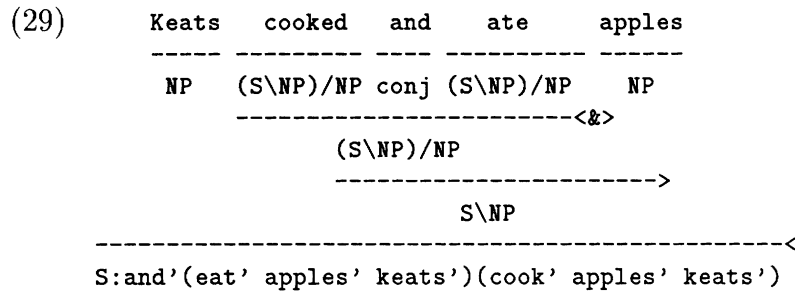 (29) Keats cooked and ate apples
----- --------- ---- ---------- ------
NP (S\NP)/NP conj (S\NP)/NP NP
------------------------<&>
(S\NP)/NP
----------------------->
S\NP
-------------------------------------------------<
S:and'(eat' apples' keats')(cook' apples' keats')